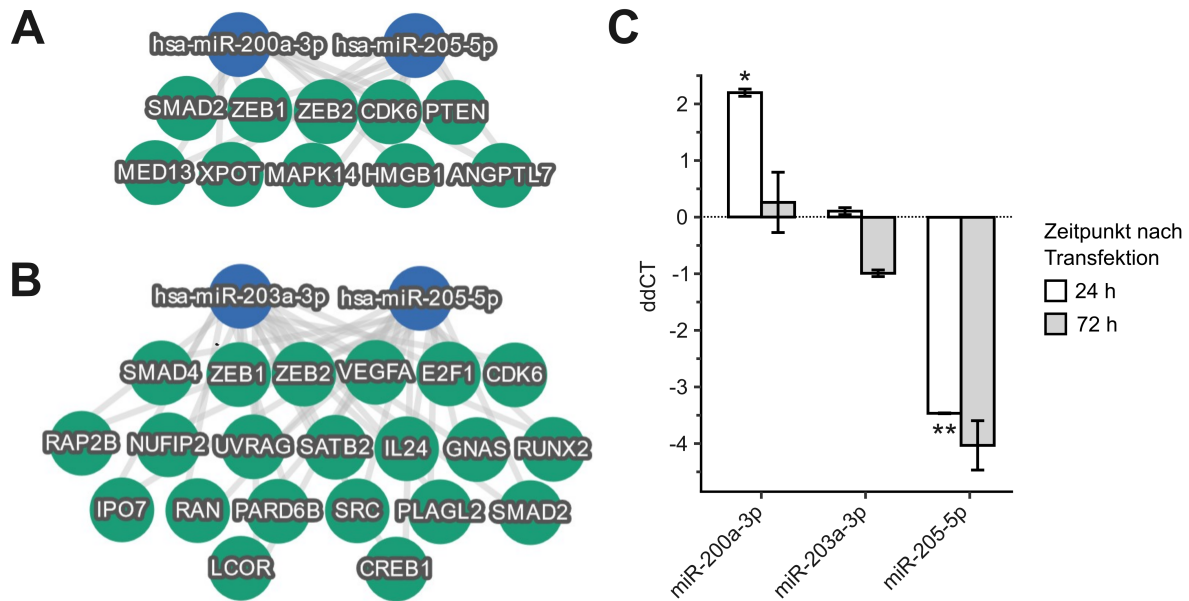 A
hsa-miR-200a-3p hsa-miR-205-5p
SMAD2 ZEB1 ZEB2 CDK6 PTEN
MED13 XPOT MAPK14 HMGB1 ANGPTL7
B
hsa-miR-203a-3p hsa-miR-205-5p
SMAD4 ZEB1 ZEB2 VEGFA E2F1 CDK6
RAP2B NUFIP2 UVRAG SATB2 IL24 GNAS RUNX2
IPO7 RAN PARD6B SRC PLAGL2 SMAD2
LCOR CREB1
C
ddCT
2
1
0
-1
-2
-3
-4
*
**
miR-200a-3p
miR-203a-3p
miR-205-5p
Zeitpunkt nach
Transfektion
24 h
72 h